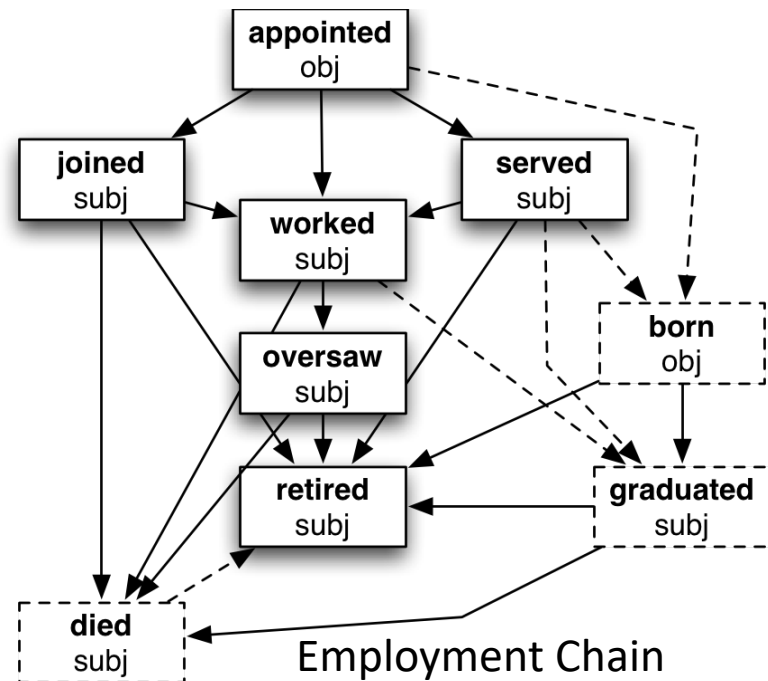 appointed
obj
joined
subj
served
subj
worked
subj
born
obj
oversaw
subj
retired
subj
graduated
subj
died
subj
Employment Chain